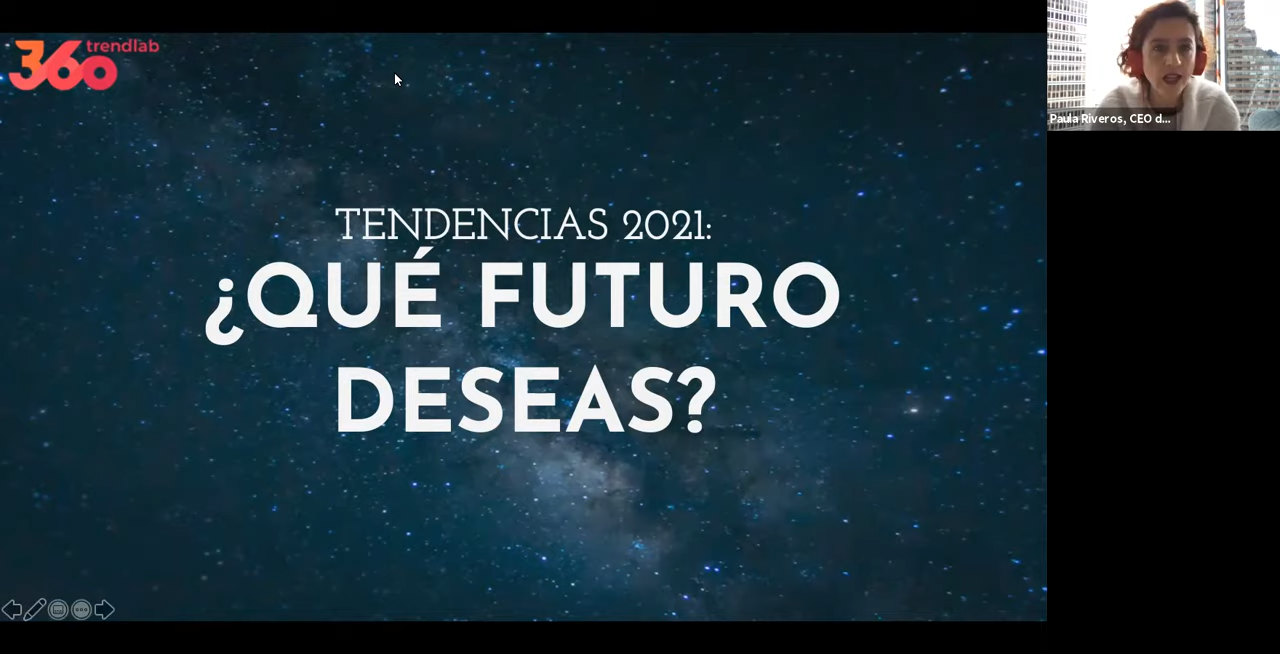 360 trendlab
TENDENCIAS 2021:
¿QUÉ FUTURO
DESEAS?
Paula Riveros, CEO d...